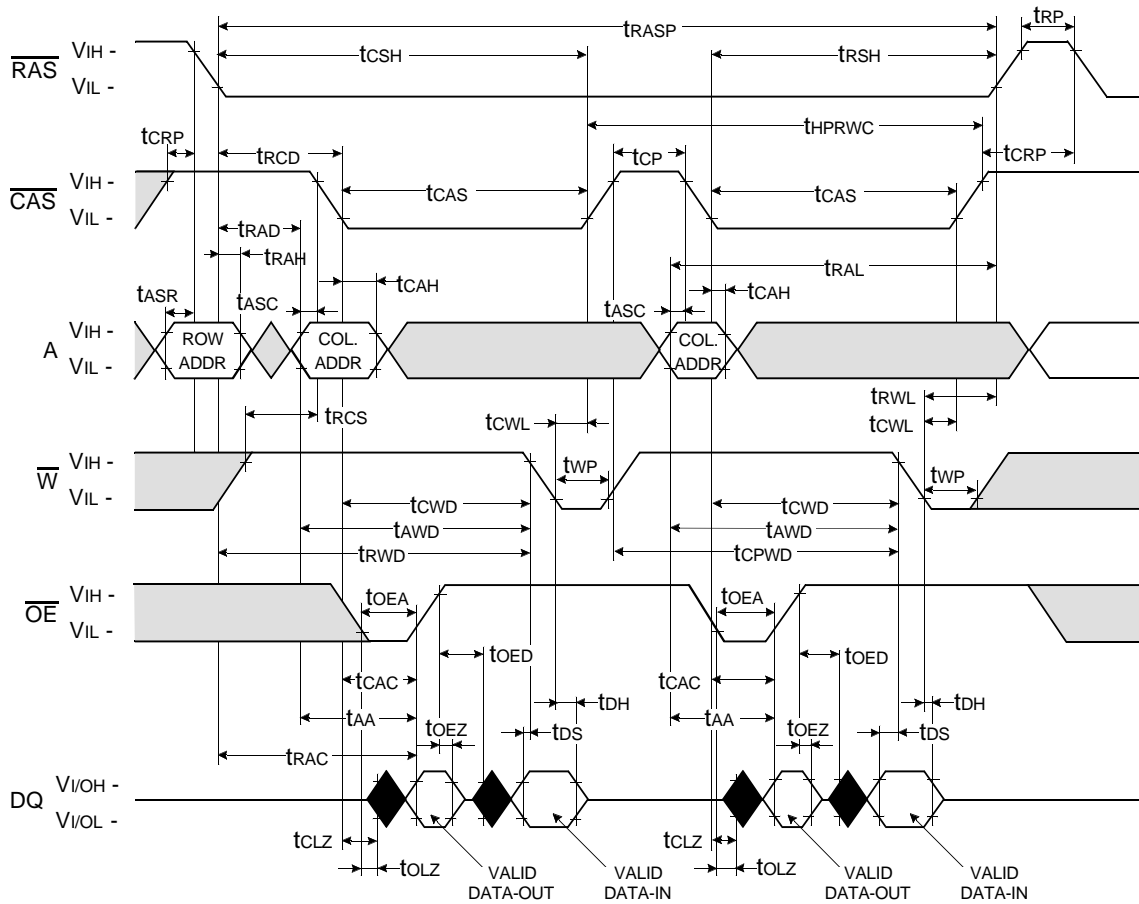 tRASP
tRP
VIH -
tCSH
tRSH
RAS
VIL -
tHPRWC
tCRP
tRCD
tCP
tCRP
VIH -
CAS
tCAS
tCAS
VIL -
tRAD
tRAH
tRAL
tASR
tASC
tCAH
tASC
tCAH
VIH -
A
VIL -
ROW
ADDR
COL.
ADDR
COL.
ADDR
tRCS
tCWL
tRWL
tCWL
VIH -
W
VIL -
tWP
tWP
tCWD
tCWD
tAWD
tAWD
tRWD
tCPWD
VIH -
OE
VIL -
tOEA
tOEA
tOED
tOED
tCAC
tCAC
tDH
tDH
tAA
tOEZ
tDS
tAA
tOEZ
tDS
tRAC
VI/OH -
DQ
VI/OL -
tCLZ
tCLZ
tOLZ
tOLZ
VALID
DATA-OUT
VALID
DATA-IN
VALID
DATA-OUT
VALID
DATA-IN